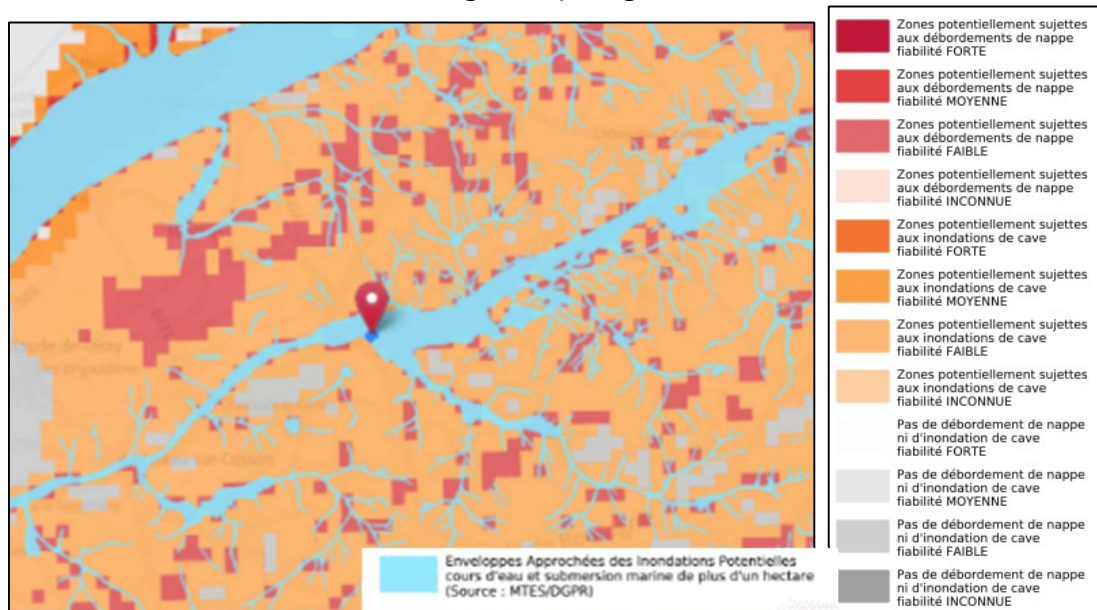 Zones potentiellement sujettes
aux débordements de nappe
fiabilité FORTE
Zones potentiellement sujettes
aux débordements de nappe
fiabilité MOYENNE
Zones potentiellement sujettes
aux débordements de nappe
fiabilité FAIBLE
Zones potentiellement sujettes
aux débordements de nappe
fiabilité INCONNUE
Zones potentiellement sujettes
aux inondations de cave
fiabilité FORTE
Zones potentiellement sujettes
aux inondations de cave
fiabilité MOYENNE
Zones potentiellement sujettes
aux inondations de cave
fiabilité FAIBLE
Zones potentiellement sujettes
aux inondations de cave
fiabilité INCONNUE
Pas de débordement de nappe
ni d'inondation de cave
fiabilité FORTE
Pas de débordement de nappe
ni d'inondation de cave
fiabilité MOYENNE
Pas de débordement de nappe
ni d'inondation de cave
fiabilité FAIBLE
Pas de débordement de nappe
ni d'inondation de cave
fiabilité INCONNUE
Enveloppes Approchées des Inondations Potentielles
cours d'eau et submersion marine de plus d'un hectare
(Source : MTES/DGPR)